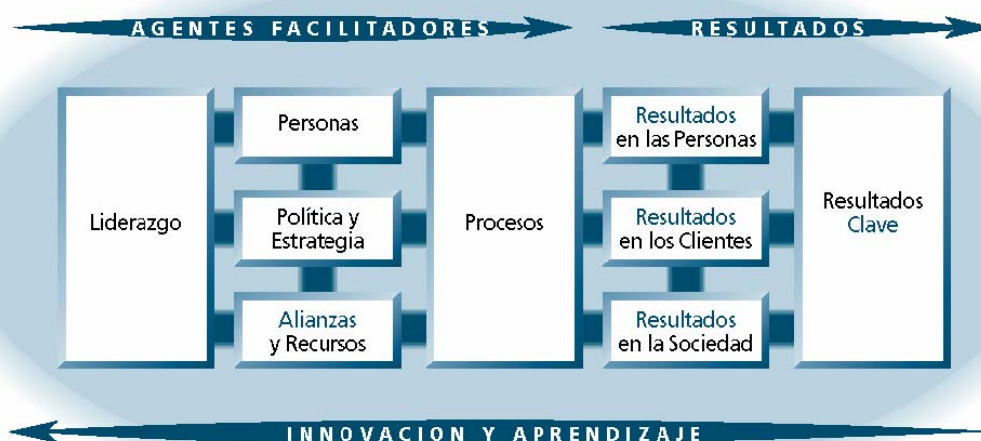 AGENTES FACILITADORES
RESULTADOS
Liderazgo
Personas
Política y
Estrategia
Alianzas
y Recursos
Procesos
Resultados
en las Personas
Resultados
en los Clientes
Resultados
en la Sociedad
Resultados
Clave
INNOVACION Y APRENDIZAJE